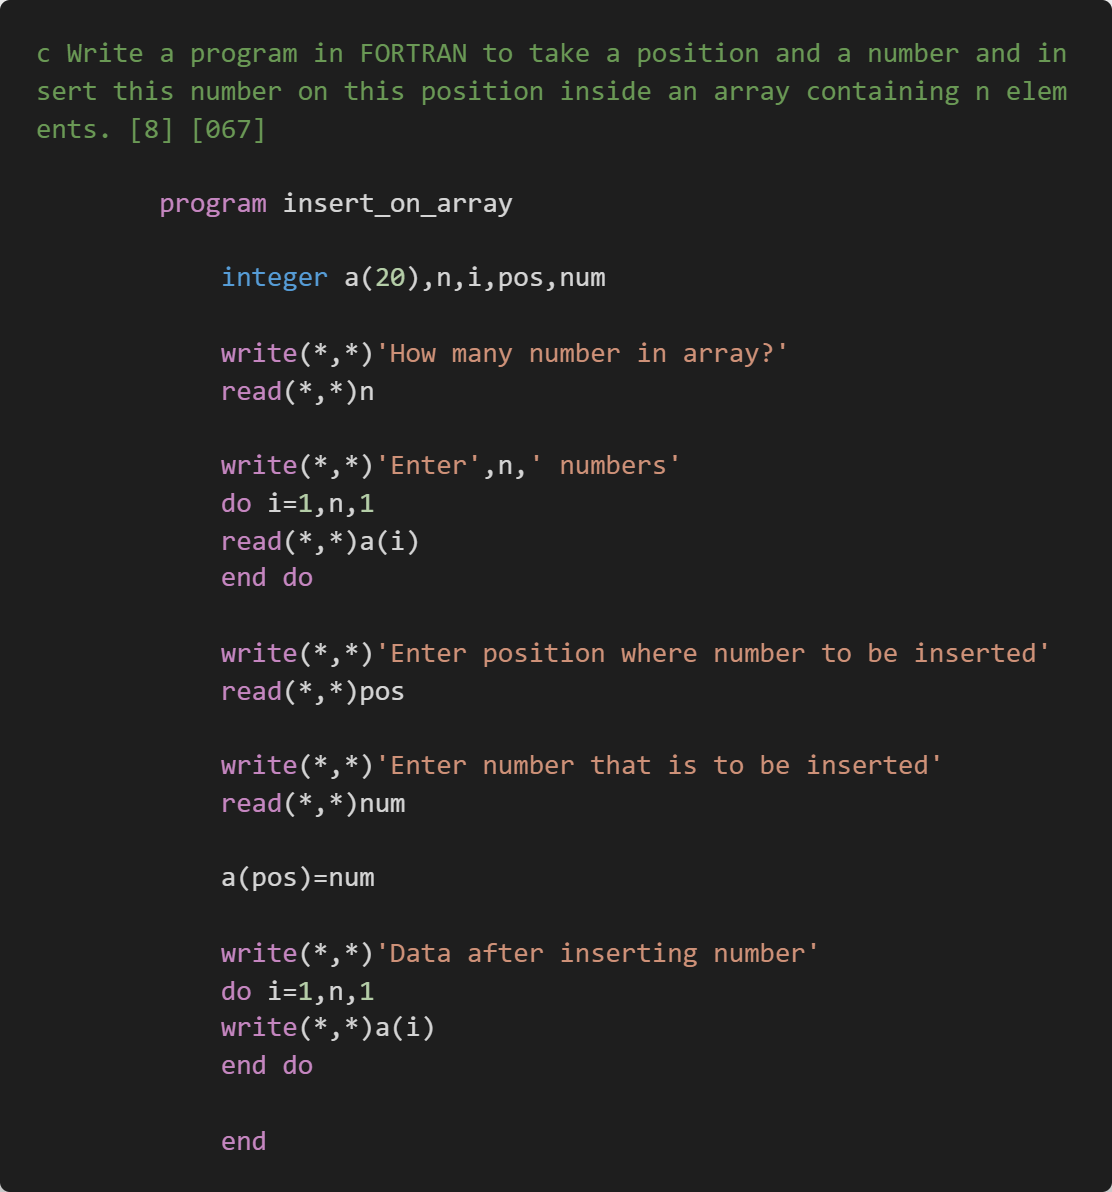 c Write a program in FORTRAN to take a position and a number and in
sert this number on this position inside an array containing n elem
ents. [8] [067]
program insert_on_array
integer a(20),n,i,pos,num
write(*,*)'How many number in array?'
read(*,*)n
write(*,*)'Enter',n,' numbers'
do i=1,n,1
read(*,*)a(i)
end do
write(*,*)'Enter position where number to be inserted'
read(*,*)pos
write(*,*)'Enter number that is to be inserted'
read(*,*)num
a(pos)=num
write(*,*)'Data after inserting number'
do i=1,n,1
write(*,*)a(i)
end do
end